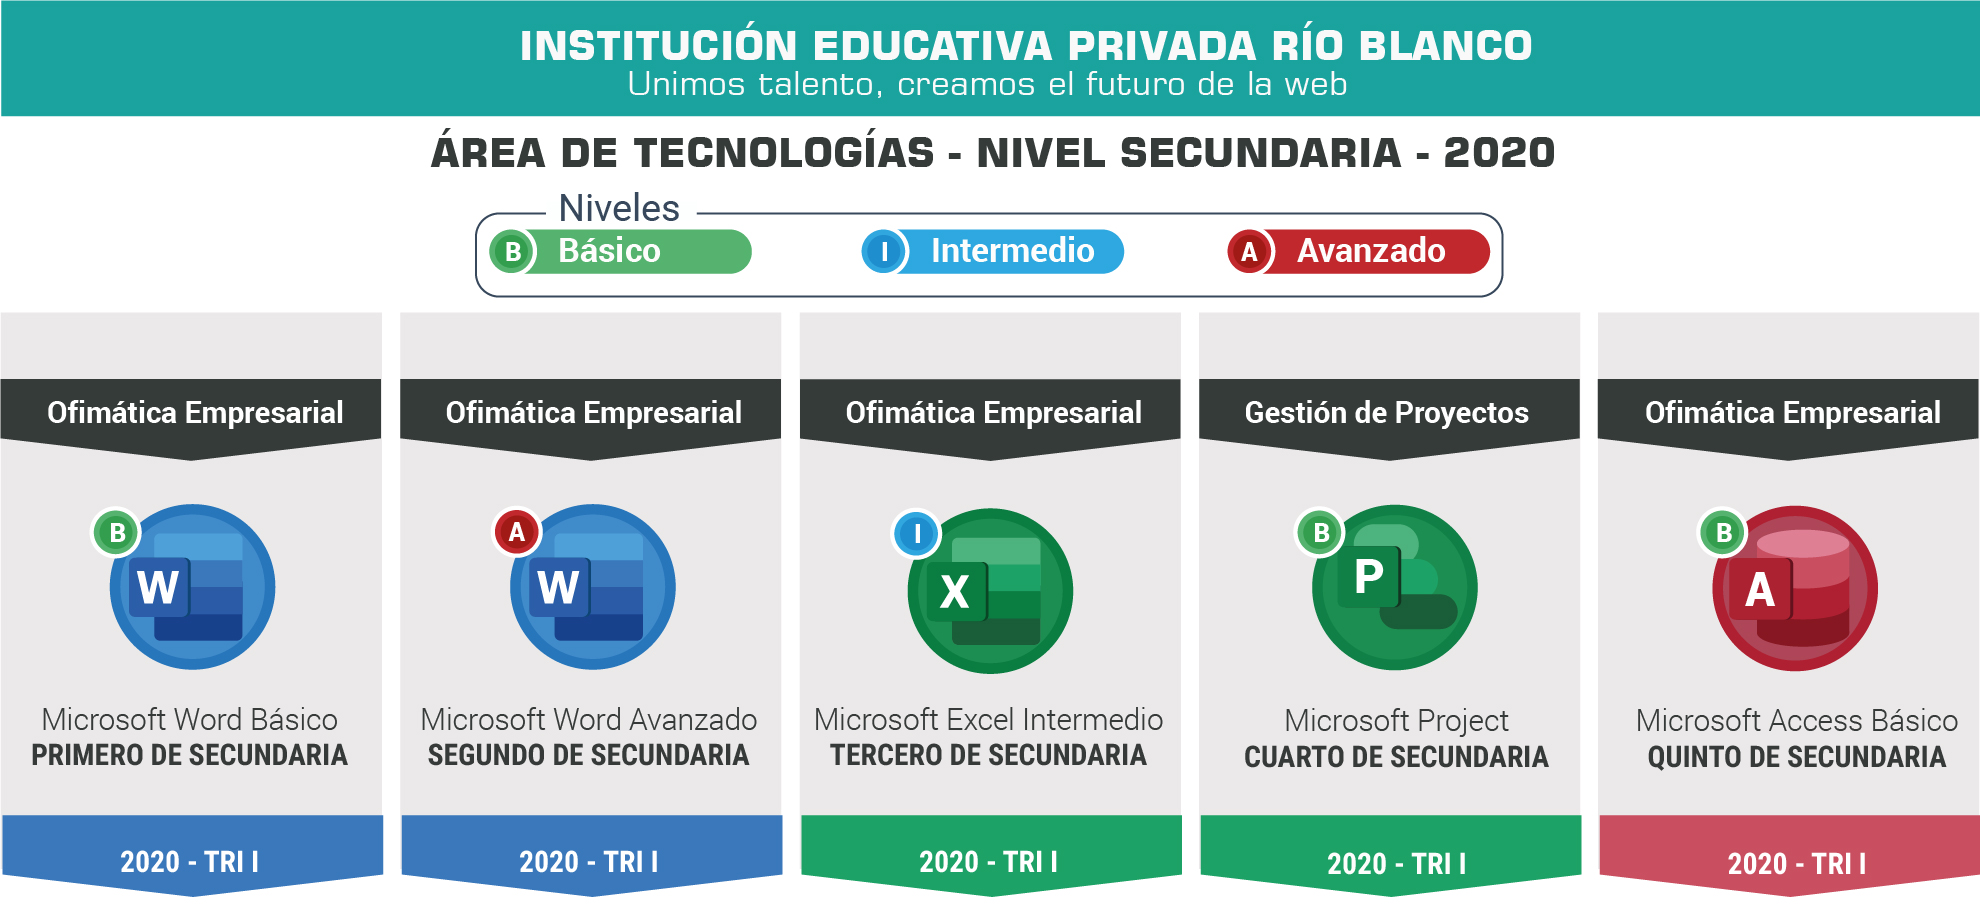 INSTITUCIÓN EDUCATIVA PRIVADA RÍO BLANCO
Unimos talento, creamos el futuro de la web
ÁREA DE TECNOLOGÍAS - NIVEL SECUNDARIA - 2020
Niveles
B Básico
I Intermedio
A Avanzado
Ofimática Empresarial
B
W
Microsoft Word Básico
PRIMERO DE SECUNDARIA
2020 - TRI I
Ofimática Empresarial
A
W
Microsoft Word Avanzado
SEGUNDO DE SECUNDARIA
2020 - TRI I
Ofimática Empresarial
I
X
Microsoft Excel Intermedio
TERCERO DE SECUNDARIA
2020 - TRI I
Gestión de Proyectos
B
P
Microsoft Project
CUARTO DE SECUNDARIA
2020 - TRI I
Ofimática Empresarial
B
A
Microsoft Access Básico
QUINTO DE SECUNDARIA
2020 - TRI I